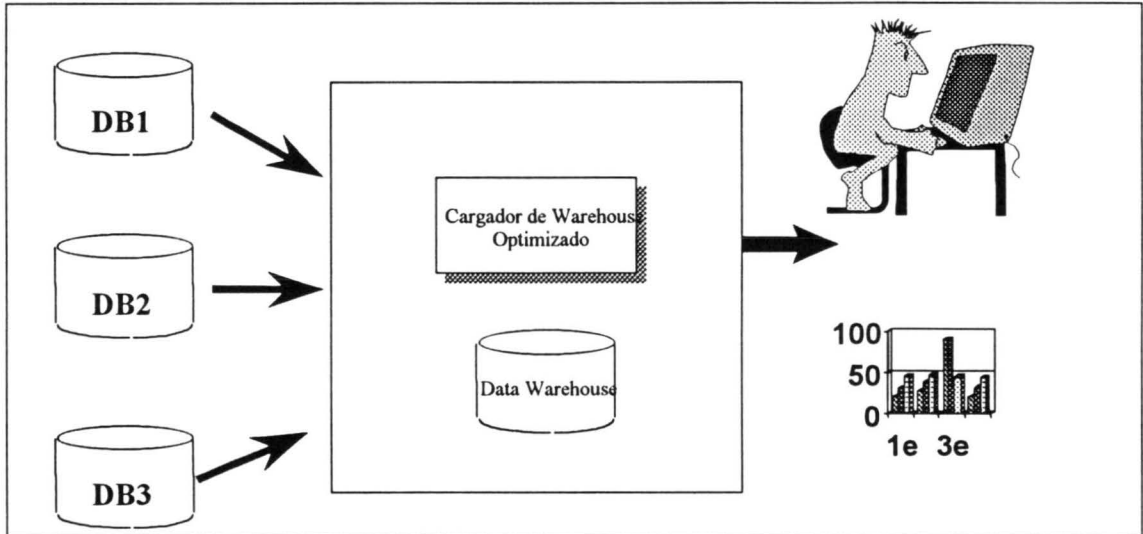 DB1
DB2
DB3
Cargador de Warehouse
Optimizado
Data Warehouse
100
50
0
1e 3e